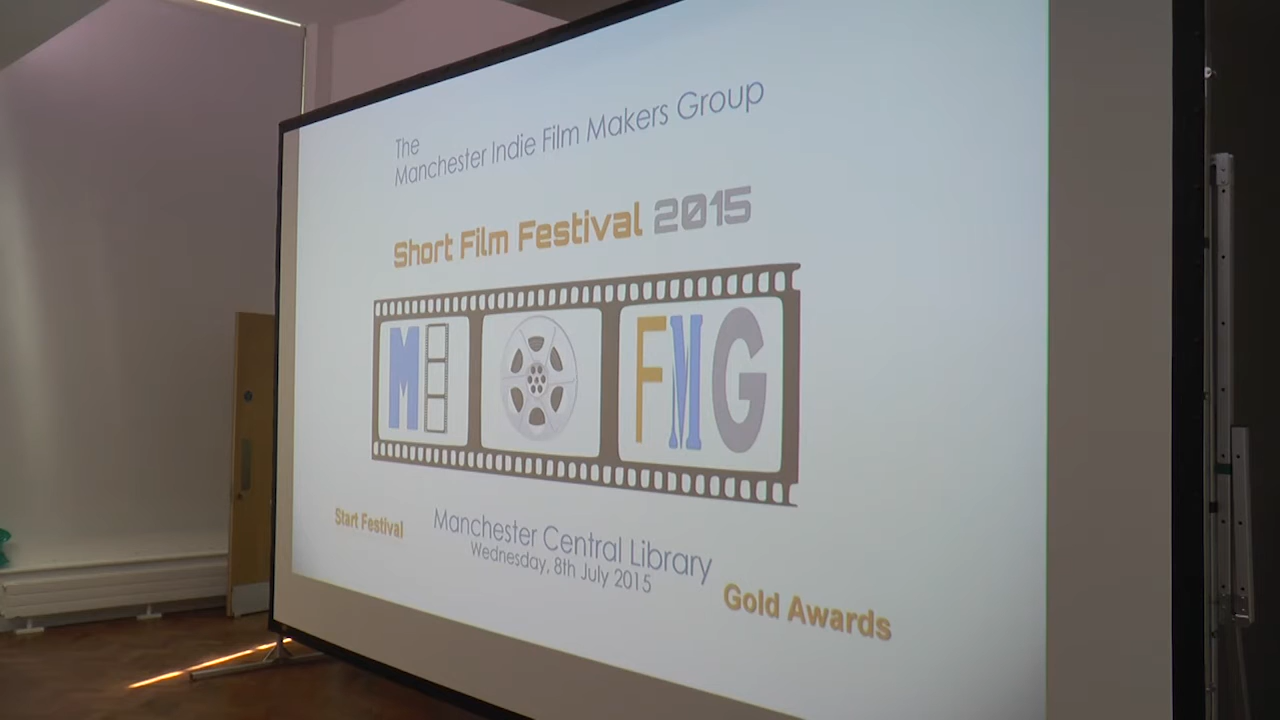 The
Manchester Indie Film Makers Group
Short Film Festival 2015
M FMG
Start Festival
Manchester Central Library
Wednesday, 8th July 2015
Gold Awards